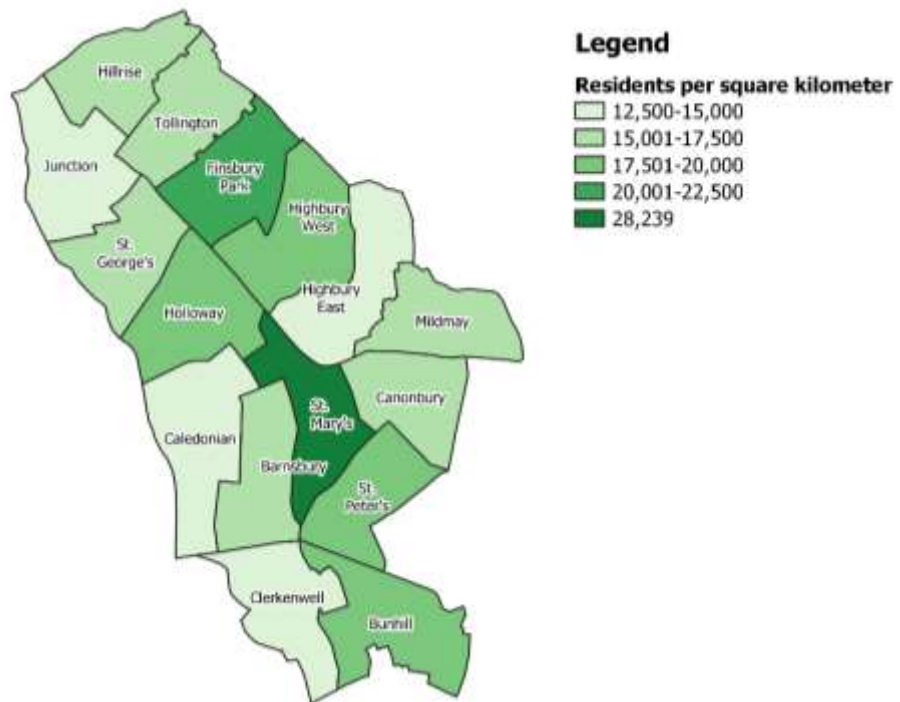 Legend
Residents per square kilometer
12,500-15,000
15,001-17,500
17,501-20,000
20,001-22,500
28,239
Hillrise
Tollington
Junction
Finsbury
Park
Highbury
West
St.
George's
Highbury
East
Holloway
Mildmay
Canonbury
St.
Mary's
Caledonian
Barnsbury
St.
Peter's
Clerkenwell
Bunhill